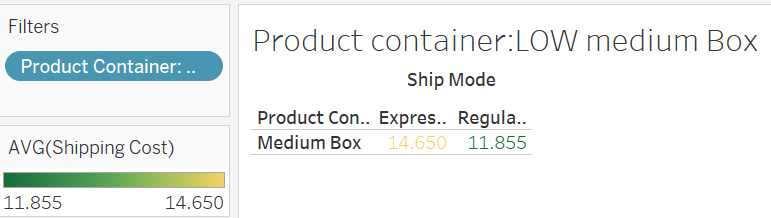 Filters
Product Container: ..
AVG(Shipping Cost)
11.855 14.650
Product container:LOW medium Box
Ship Mode
Product Con.. Expres.. Regula..
Medium Box 14.650 11.855